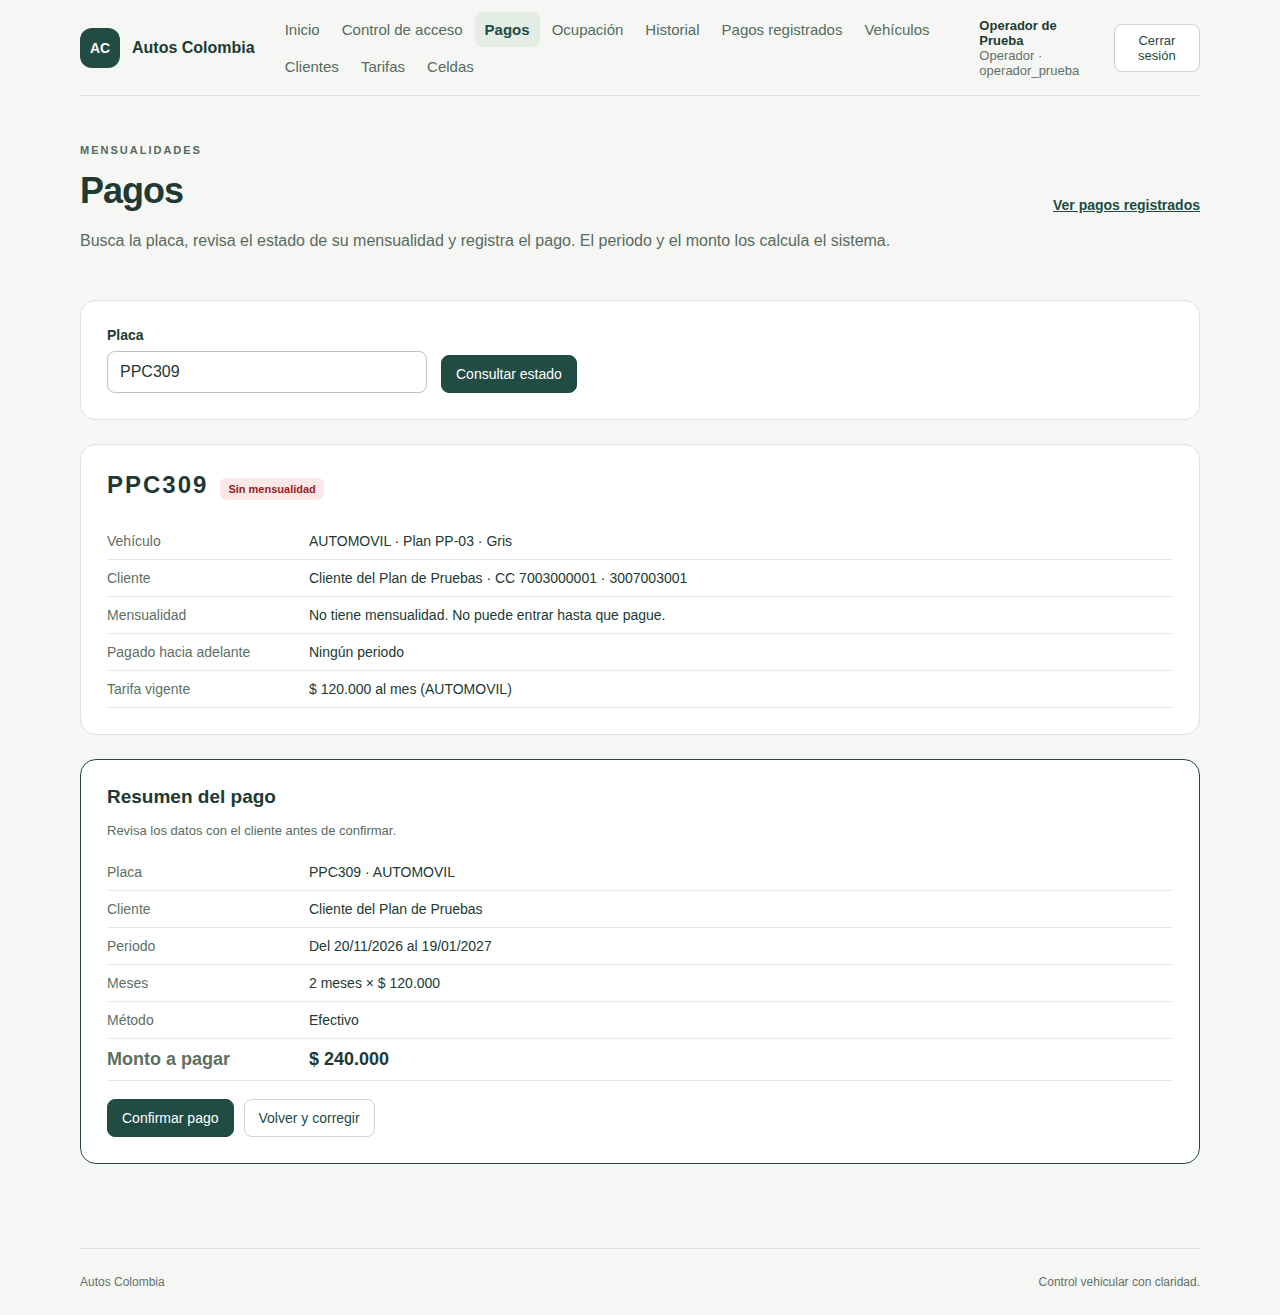 AC
Autos Colombia
Inicio
Control de acceso
Pagos
Ocupación
Historial
Pagos registrados
Vehículos
Clientes
Tarifas
Celdas
Operador de
Prueba
Operador ·
operador_prueba
Cerrar
sesión
MENSUALIDADES
Pagos
Ver pagos registrados
Busca la placa, revisa el estado de su mensualidad y registra el pago. El periodo y el monto los calcula el sistema.
Placa
PPC309
Consultar estado
PPC309 Sin mensualidad
Vehículo AUTOMOVIL · Plan PP-03 · Gris
Cliente Cliente del Plan de Pruebas · CC 7003000001 · 3007003001
Mensualidad No tiene mensualidad. No puede entrar hasta que pague.
Pagado hacia adelante Ningún periodo
Tarifa vigente $ 120.000 al mes (AUTOMOVIL)
Resumen del pago
Revisa los datos con el cliente antes de confirmar.
Placa PPC309 · AUTOMOVIL
Cliente Cliente del Plan de Pruebas
Periodo Del 20/11/2026 al 19/01/2027
Meses 2 meses × $ 120.000
Método Efectivo
Monto a pagar $ 240.000
Confirmar pago
Volver y corregir
Autos Colombia
Control vehicular con claridad.